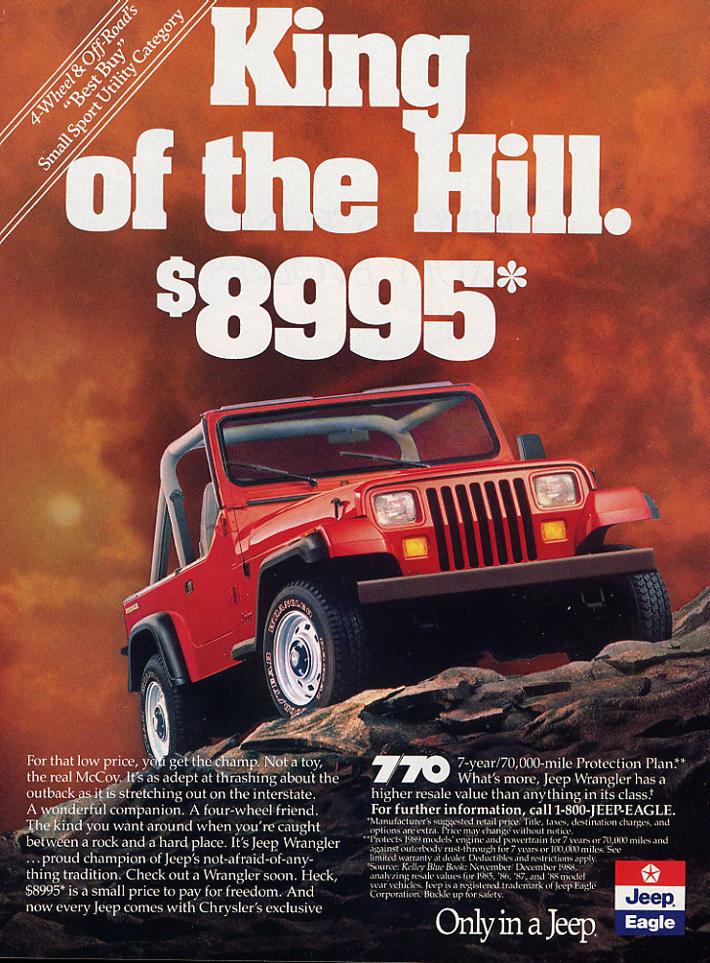 4-Wheel & Off-Road's
"Best Buy"
Small Sport Utility Category
King
of the Hill.
$8995*
WRANGLER
For that low price, you get the champ. Not a toy,
the real McCoy. It's as adept at thrashing about the
outback as it is stretching out on the interstate.
A wonderful companion. A four-wheel friend.
The kind you want around when you're caught
between a rock and a hard place. It's Jeep Wrangler
...proud champion of Jeep's not-afraid-of-any-
thing tradition. Check out a Wrangler soon. Heck,
$8995* is a small price to pay for freedom. And
now every Jeep comes with Chrysler's exclusive
7/70 7-year/70,000-mile Protection Plan.**
What's more, Jeep Wrangler has a
higher resale value than anything in its class.†
For further information, call 1-800-JEEP-EAGLE.
*Manufacturer's suggested retail price. Title, taxes, destination charges, and
options are extra. Price may change without notice.
**Protects 1989 models' engine and powertrain for 7 years or 70,000 miles and
against outerbody rust-through for 7 years or 100,000 miles. See
limited warranty at dealer. Deductibles and restrictions apply.
†Source: Kelley Blue Book: November/December 1988,
analyzing resale values for 1985, '86, '87, and '88 model
year vehicles. Jeep is a registered trademark of Jeep Eagle
Corporation. Buckle up for safety.
Only in a Jeep
Jeep
Eagle